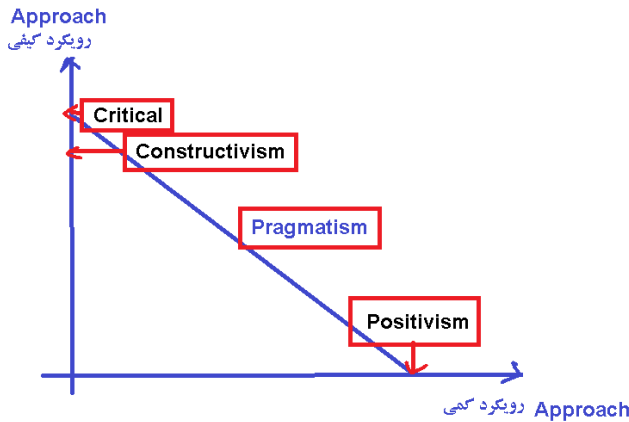 Approach
رویکرد کیفی
Critical
Constructivism
Pragmatism
Positivism
رویکرد کمی Approach